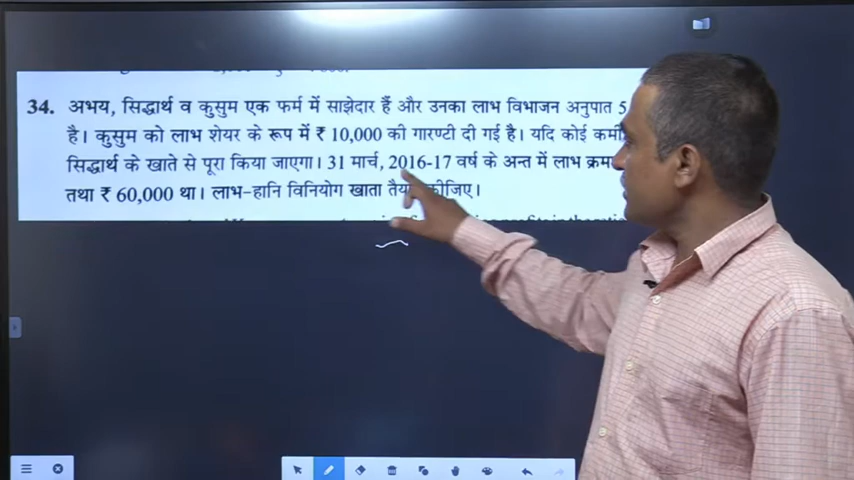 34. अभय, सिद्धार्थ व कुसुम एक फर्म में साझेदार हैं और उनका लाभ विभाजन अनुपात 5
है। कुसुम को लाभ शेयर के रूप में ₹ 10,000 की गारण्टी दी गई है। यदि कोई कमी
सिद्धार्थ के खाते से पूरा किया जाएगा। 31 मार्च, 2016-17 वर्ष के अन्त में लाभ
तथा ₹ 60,000 था। लाभ-हानि विनियोग खाता कीजिए।